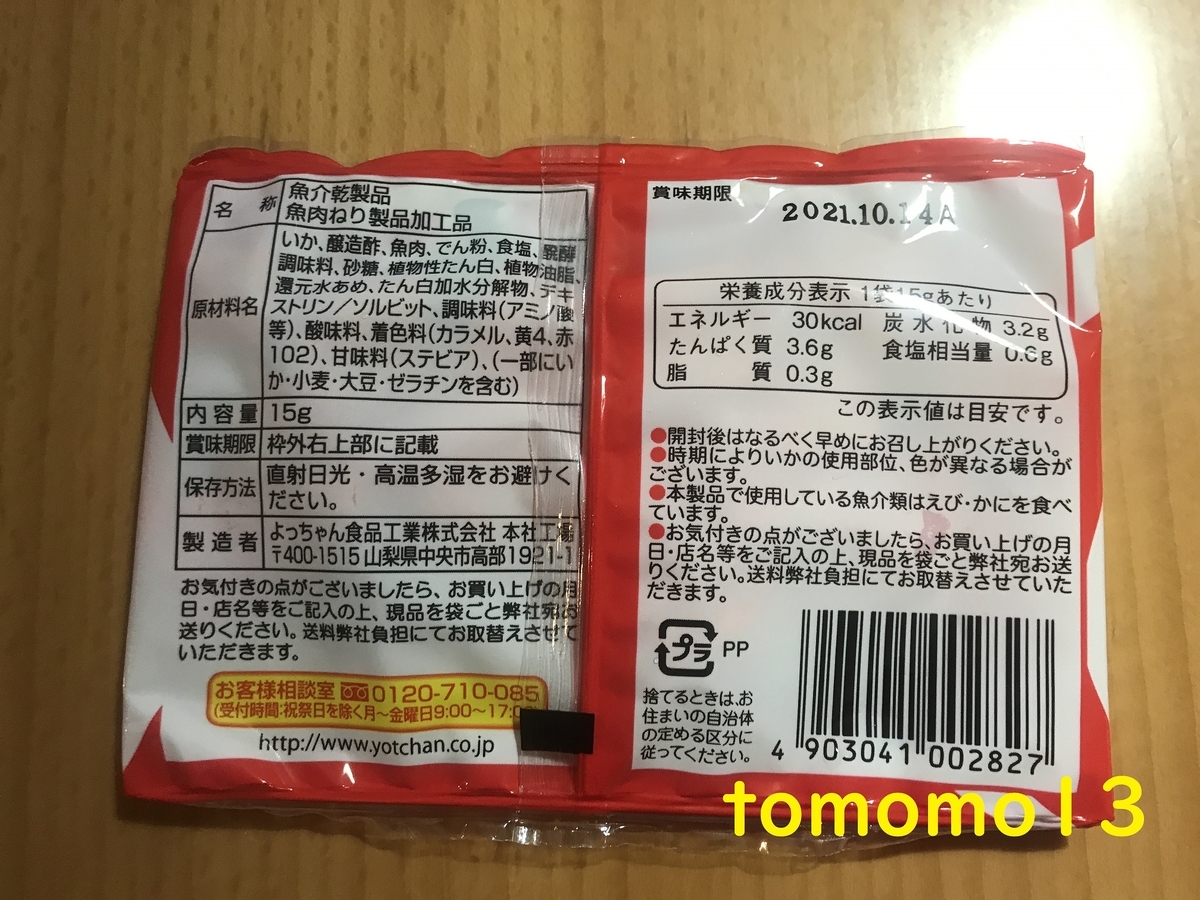 名称
魚介乾製品
魚肉ねり製品加工品
原材料名
いか、醸造酢、魚肉、でん粉、食塩、発酵
調味料、砂糖、植物性たん白、植物油脂、
還元水あめ、たん白加水分解物、デキ
ストリン/ソルビット、調味料(アミノ酸
等)、酸味料、着色料(カラメル、黄4、赤
102)、甘味料(ステビア)、(一部にい
か・小麦・大豆・ゼラチンを含む)
内容量 15g
賞味期限 枠外右上部に記載
保存方法
直射日光・高温多湿をお避けく
ださい。
製造者
よっちゃん食品工業株式会社 本社工場
〒400-1515 山梨県中央市高部1921-1
お気付きの点がございましたら、お買い上げの月
日・店名等をご記入の上、現品を袋ごと弊社宛お
送りください。送料弊社負担にてお取替えさせて
いただきます。
お客様相談室 0120-710-085
(受付時間:祝祭日を除く月〜金曜日9:00〜17:0
http://www.yotchan.co.jp
賞味期限
2021.10.14A
栄養成分表示 1袋15gあたり
エネルギー 30kcal 炭水化物 3.2g
たんぱく質 3.6g 食塩相当量 0.6g
脂質 0.3g
この表示値は目安です。
●開封後はなるべく早めにお召し上がりください。
●時期によりいかの使用部位、色が異なる場合が
ございます。
●本製品で使用している魚介類はえび・かにを食べ
ています。
●お気付きの点がございましたら、お買い上げの月
日・店名等をご記入の上、現品を袋ごと弊社宛お送
りください。送料弊社負担にてお取替えさせていた
だきます。
プラ PP
捨てるときは、お
住まいの自治体
の定める区分に
従ってください。
4 903041 002827
tomomo13